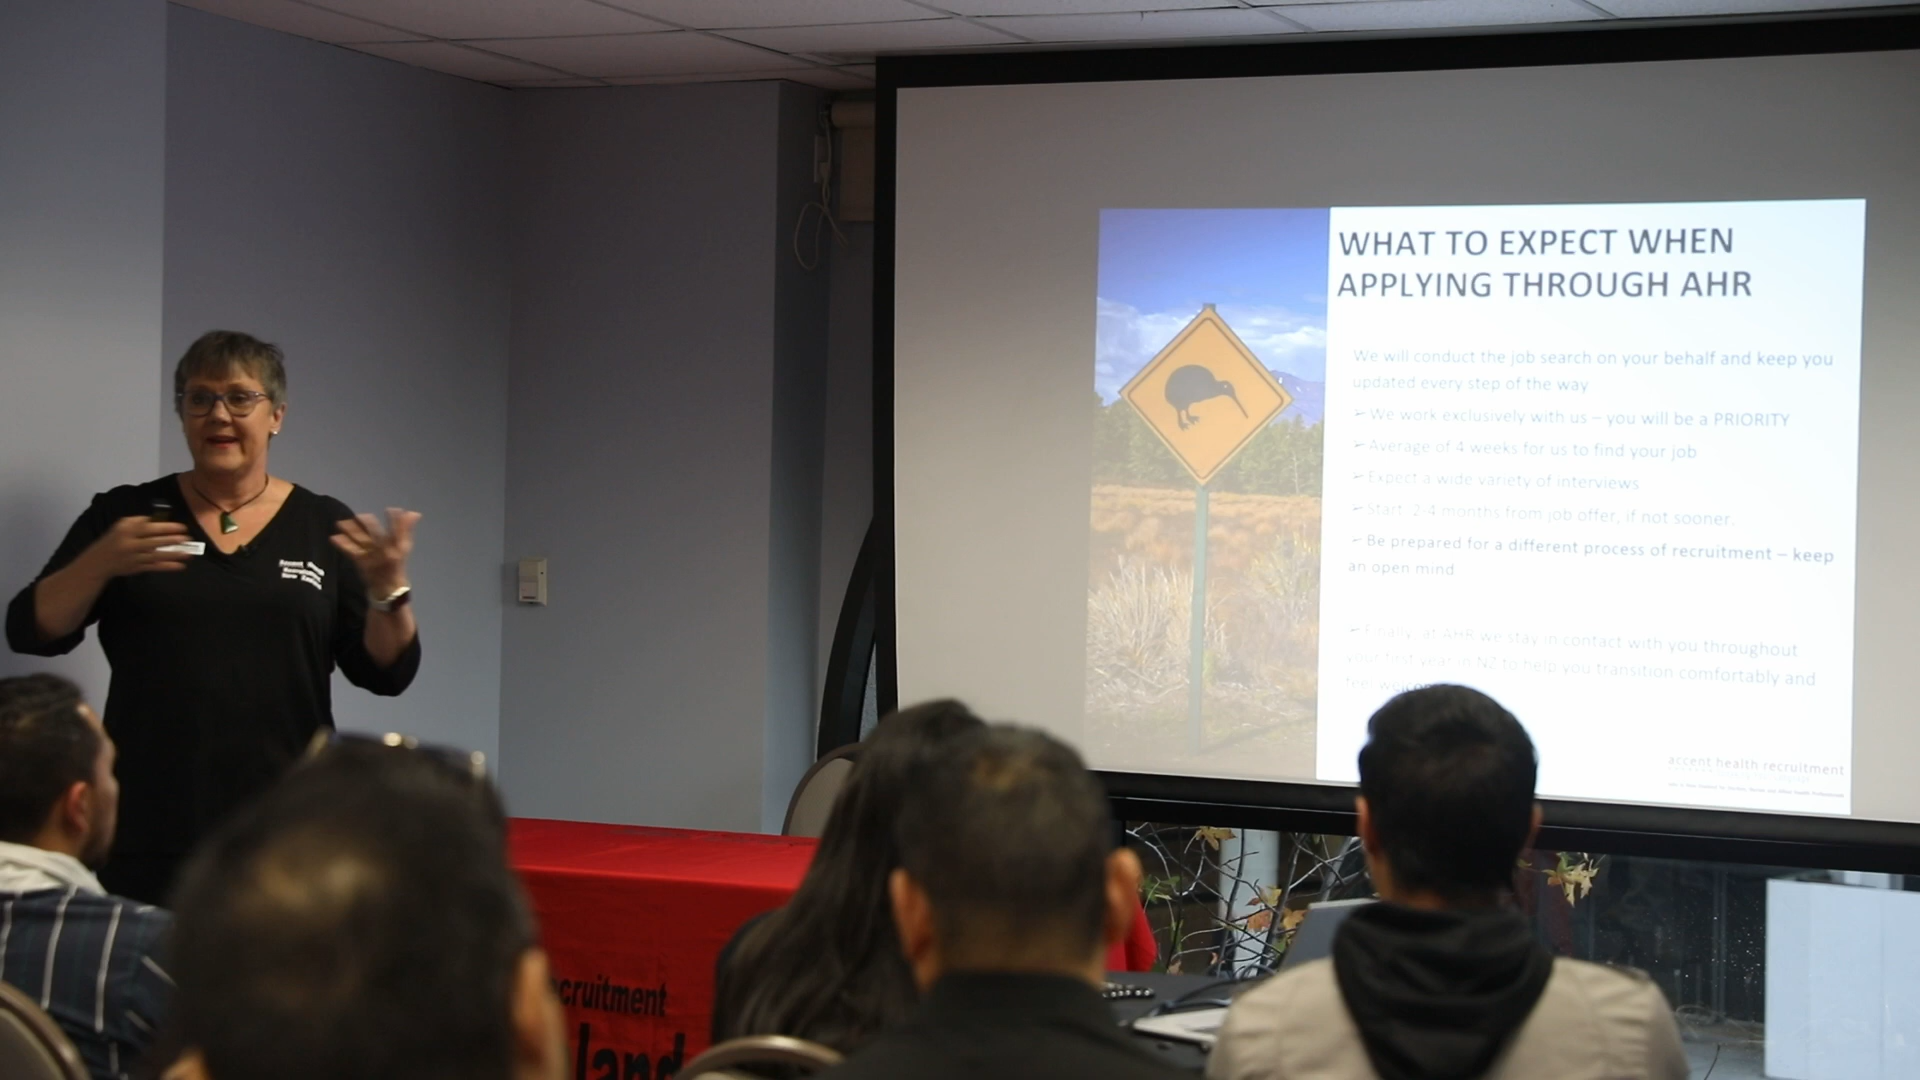 WHAT TO EXPECT WHEN
APPLYING THROUGH AHR
We will conduct the job search on your behalf and keep you
updated every step of the way
➢ We work exclusively with us – you will be a PRIORITY
➢ Average of 4 weeks for us to find your job
➢ Expect a wide variety of interviews
➢ Start 2-4 months from job offer, if not sooner.
➢ Be prepared for a different process of recruitment – keep
an open mind
➢ Finally, at AHR we stay in contact with you throughout
your first year in NZ to help you transition comfortably and
feel
accent health recruitment
Accent
Recruitment
New
ecruitment
land